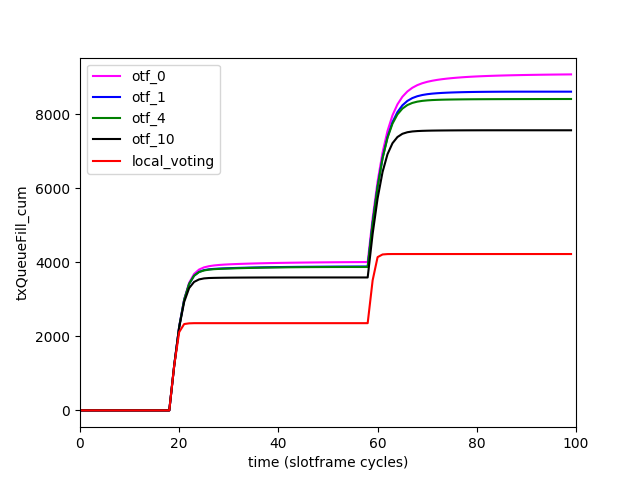 otf_0
otf_1
otf_4
otf_10
local_voting
8000
6000
4000
2000
0
txQueueFill_cum
0 20 40 60 80 100
time (slotframe cycles)